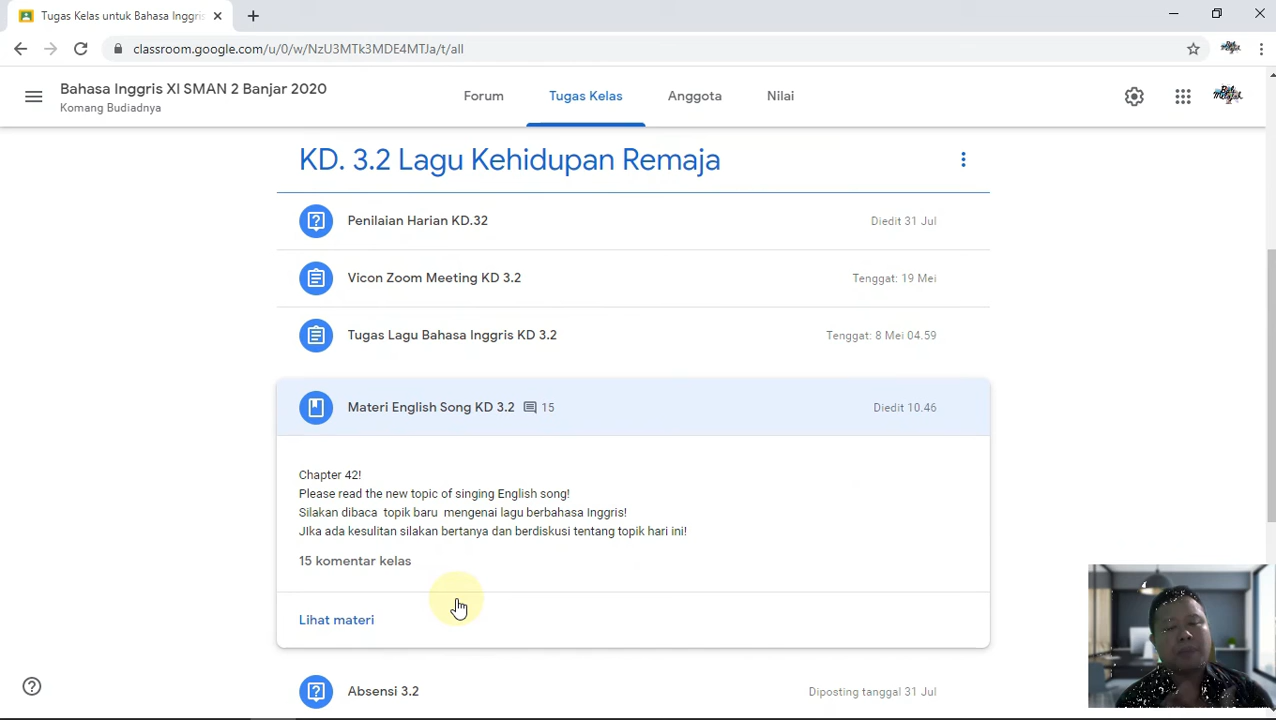 Tugas Kelas untuk Bahasa Inggris
classroom.google.com/u/0/w/NzU3MTk3MDE4MTJa/t/all
Bahasa Inggris XI SMAN 2 Banjar 2020
Komang Budiadnya
Forum
Tugas Kelas
Anggota
Nilai
KD. 3.2 Lagu Kehidupan Remaja
Penilaian Harian KD.32
Diedit 31 Jul
Vicon Zoom Meeting KD 3.2
Tenggat: 19 Mei
Tugas Lagu Bahasa Inggris KD 3.2
Tenggat: 8 Mei 04.59
Materi English Song KD 3.2 15
Diedit 10.46
Chapter 42!
Please read the new topic of singing English song!
Silakan dibaca topik baru mengenai lagu berbahasa Inggris!
JIka ada kesulitan silakan bertanya dan berdiskusi tentang topik hari ini!
15 komentar kelas
Lihat materi
Absensi 3.2
Diposting tanggal 31 Jul